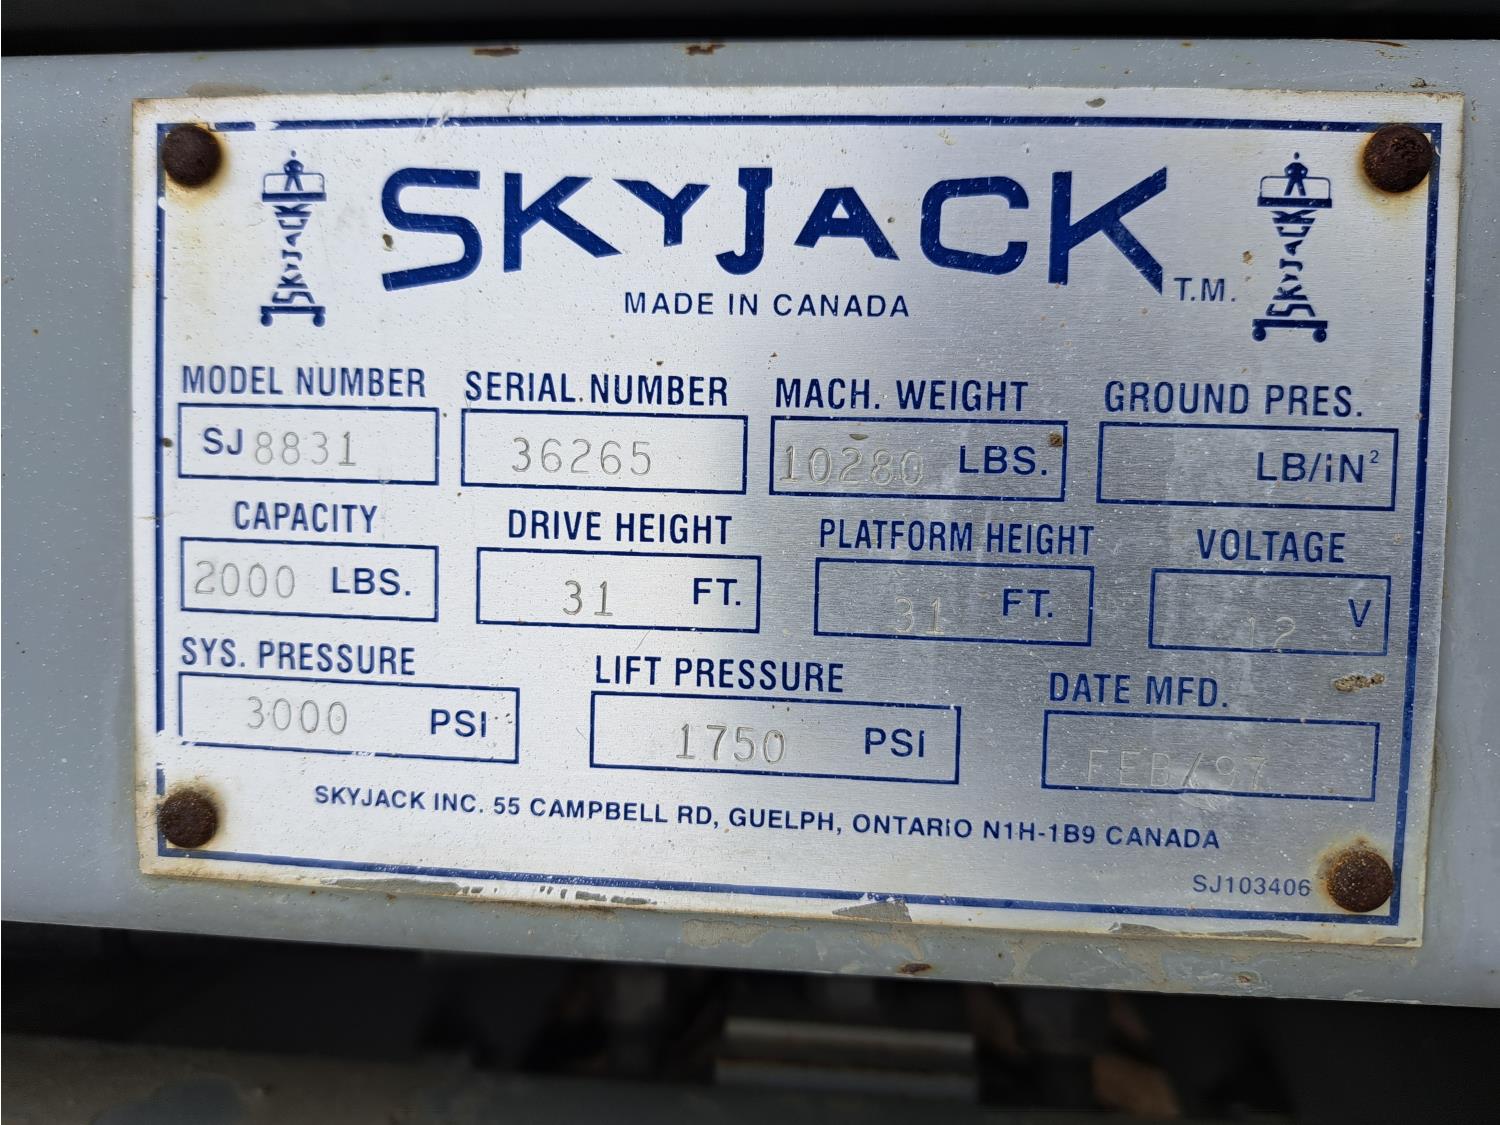 SKYJACK T.M.
SKYJACK
SKYJACK
MADE IN CANADA
MODEL NUMBER SERIAL NUMBER MACH. WEIGHT GROUND PRES.
SJ 8831 36265 10280 LBS. LB/IN²
CAPACITY DRIVE HEIGHT PLATFORM HEIGHT VOLTAGE
2000 LBS. 31 FT. 31 FT. 12 V
SYS. PRESSURE LIFT PRESSURE DATE MFD.
3000 PSI 1750 PSI FEB/97
SKYJACK INC. 55 CAMPBELL RD, GUELPH, ONTARIO N1H-1B9 CANADA
SJ103406